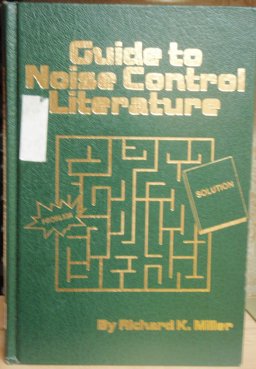 Guide to
Noise Control
Literature
SOLUTION
PROBLEM
By Richard K. Miller